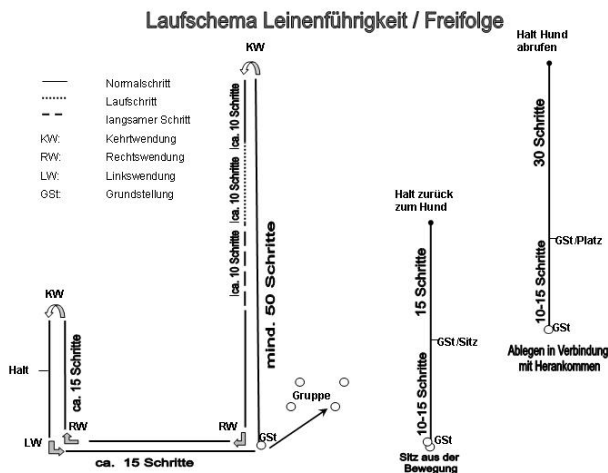 Laufschema Leinenführigkeit / Freifolge
KW
Normalschritt
Laufschritt
langsamer Schritt
KW: Kehrtwendung
RW: Rechtswendung
LW: Linkswendung
GSt: Grundstellung
ca. 10 Schritte
ca. 10 Schritte
ca. 10 Schritte
mind. 50 Schritte
KW
Halt
ca. 15 Schritte
RW
RW
LW
ca. 15 Schritte
GSt
Gruppe
Halt zurück
zum Hund
15 Schritte
GSt/Sitz
10-15 Schritte
GSt
Sitz aus der
Bewegung
Halt Hund
abrufen
30 Schritte
GSt/Platz
10-15 Schritte
GSt
Ablegen in Verbindung
mit Herankommen